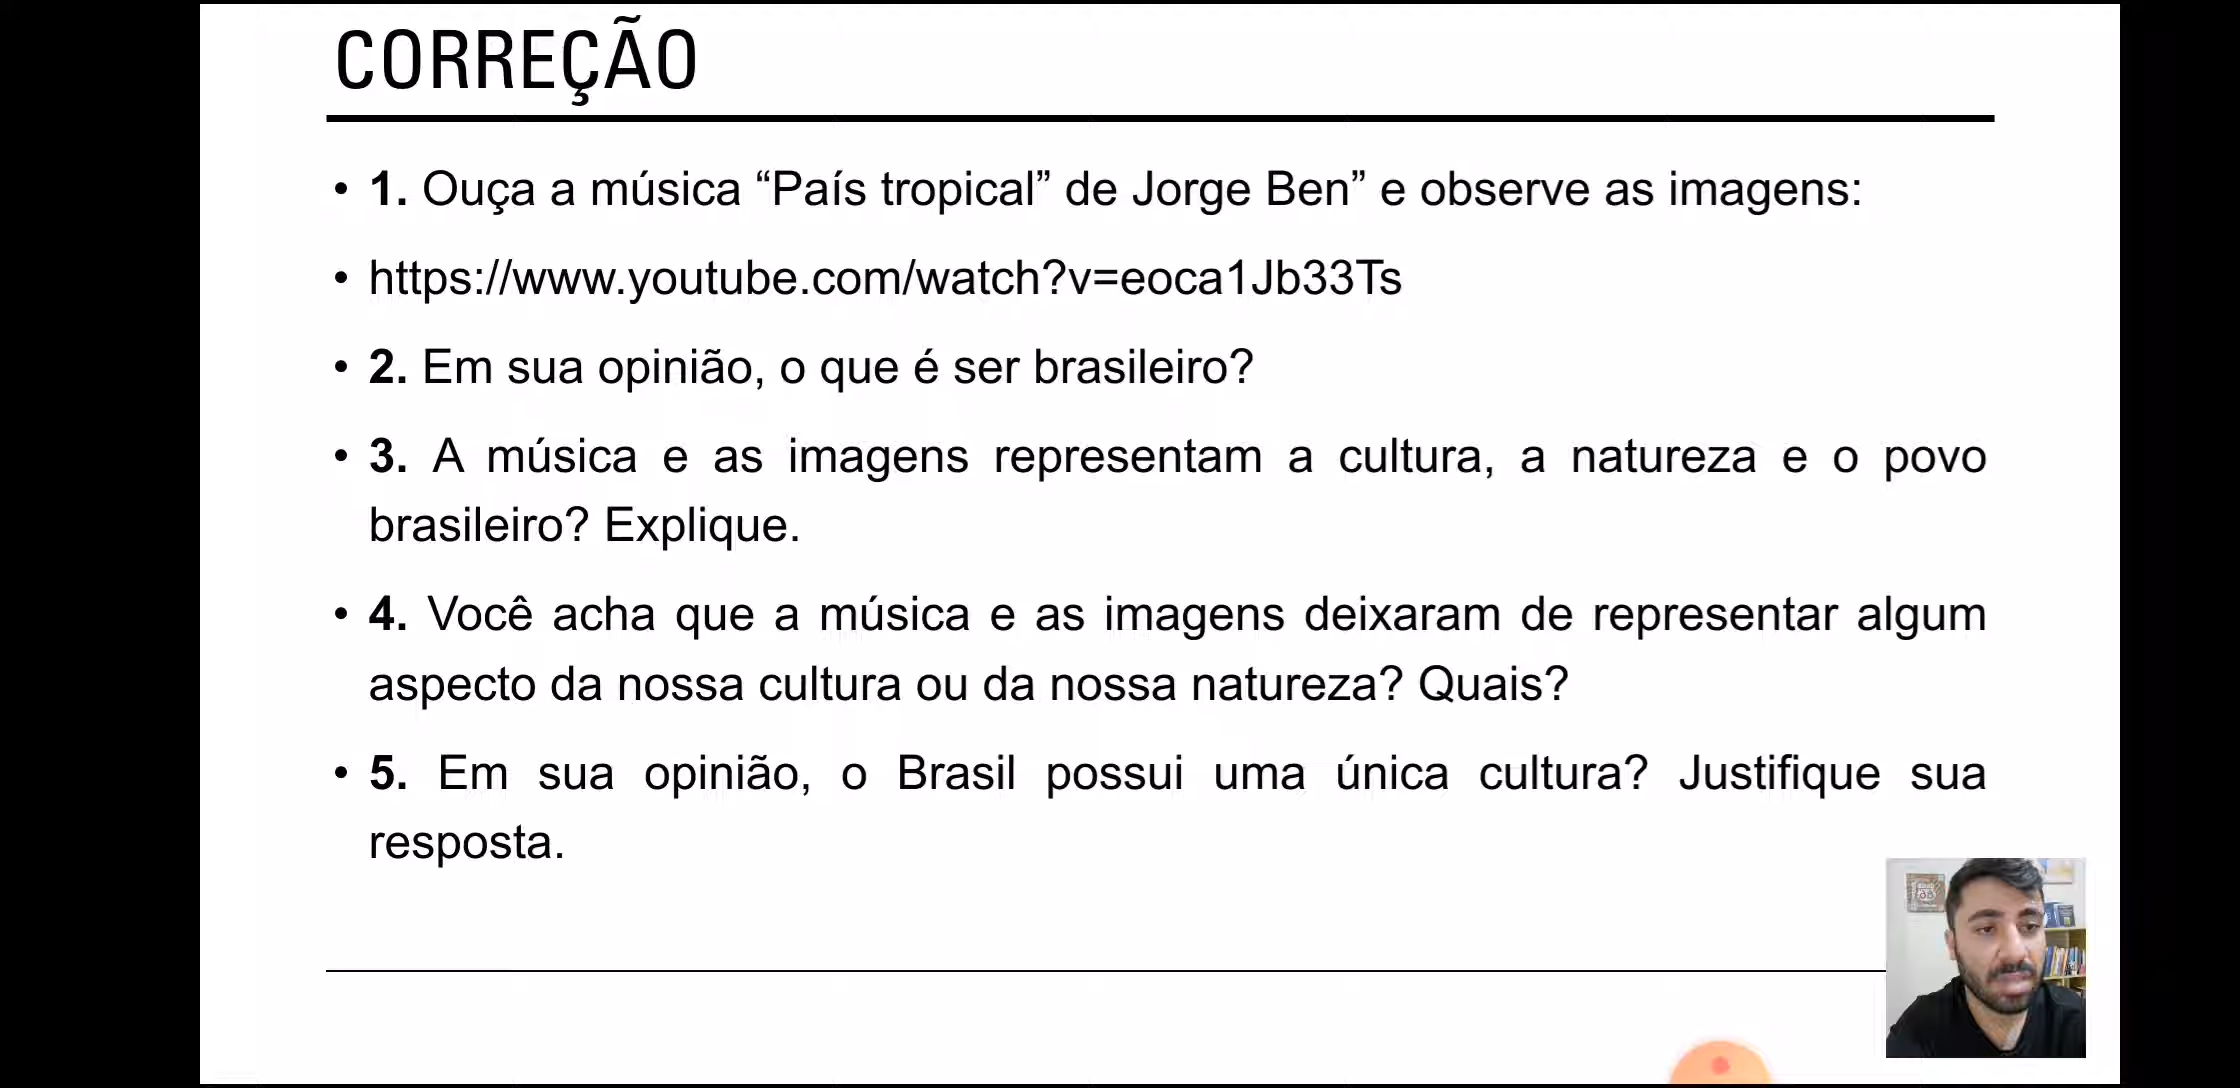 CORREÇÃO
• 1. Ouça a música “País tropical” de Jorge Ben” e observe as imagens:
• https://www.youtube.com/watch?v=eoca1Jb33Ts
• 2. Em sua opinião, o que é ser brasileiro?
• 3. A música e as imagens representam a cultura, a natureza e o povo
brasileiro? Explique.
• 4. Você acha que a música e as imagens deixaram de representar algum
aspecto da nossa cultura ou da nossa natureza? Quais?
• 5. Em sua opinião, o Brasil possui uma única cultura? Justifique sua
resposta.